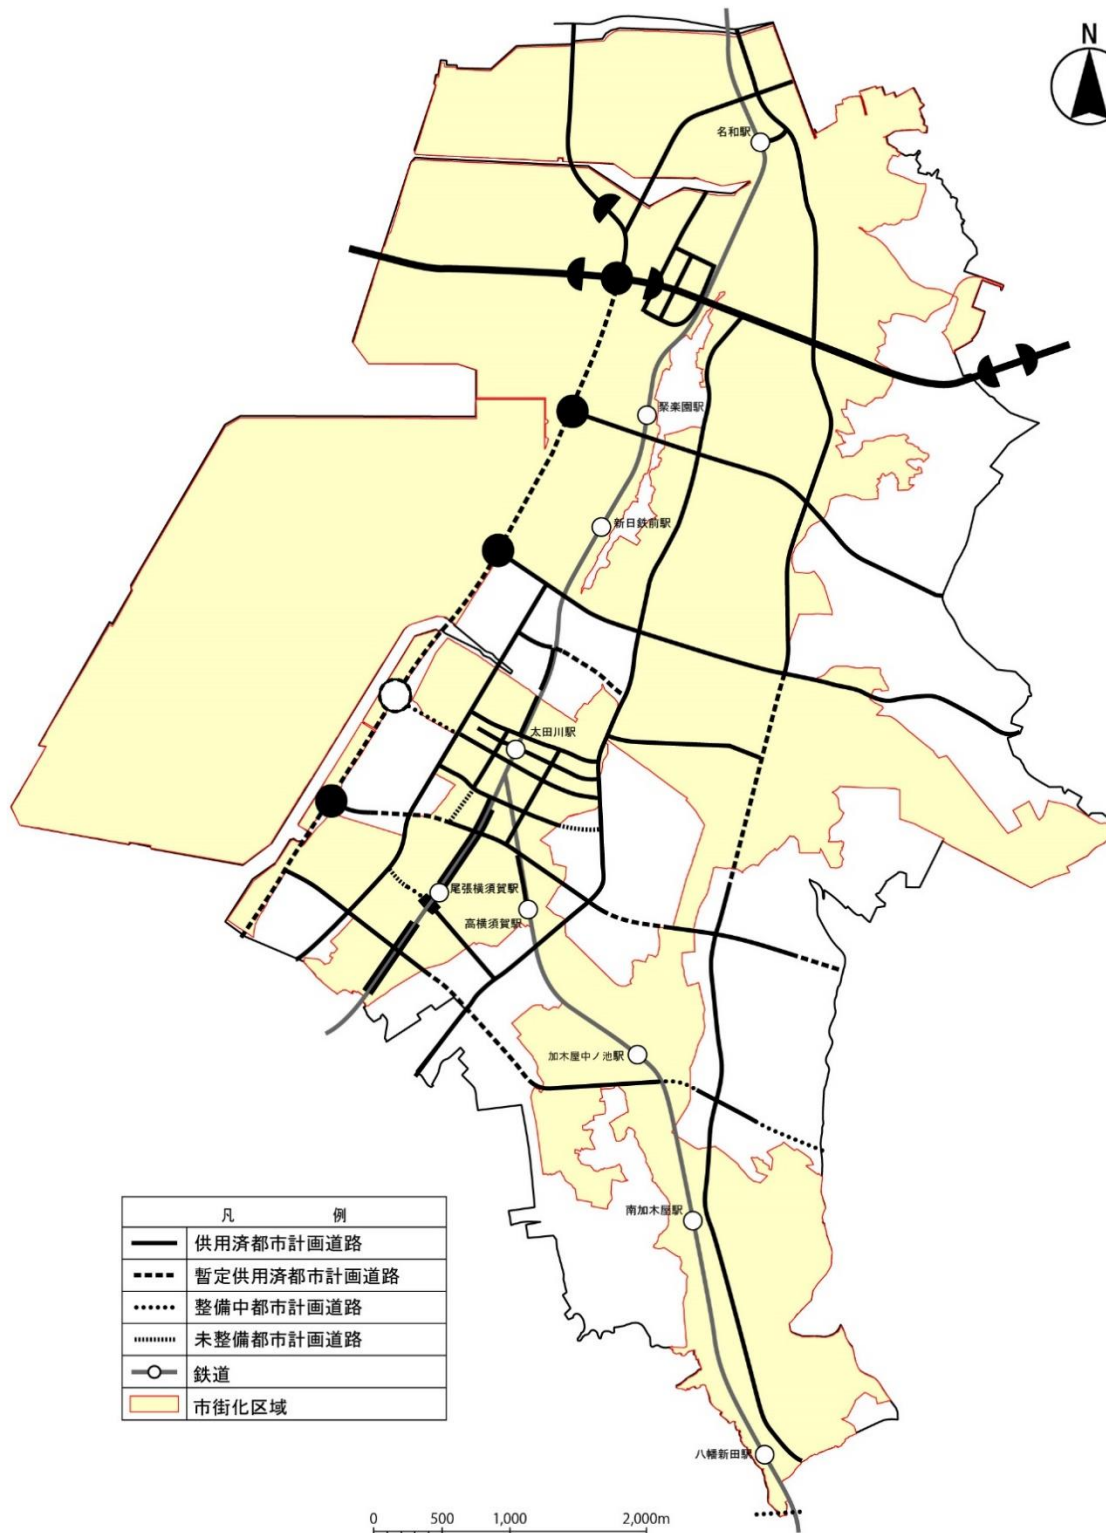 N
名和駅
聚楽園駅
新日鉄前駅
太田川駅
尾張横須賀駅
高横須賀駅
加木屋中ノ池駅
南加木屋駅
八幡新田駅
凡 例
供用済都市計画道路
暫定供用済都市計画道路
整備中都市計画道路
未整備都市計画道路
鉄道
市街化区域
0 500 1,000 2,000m